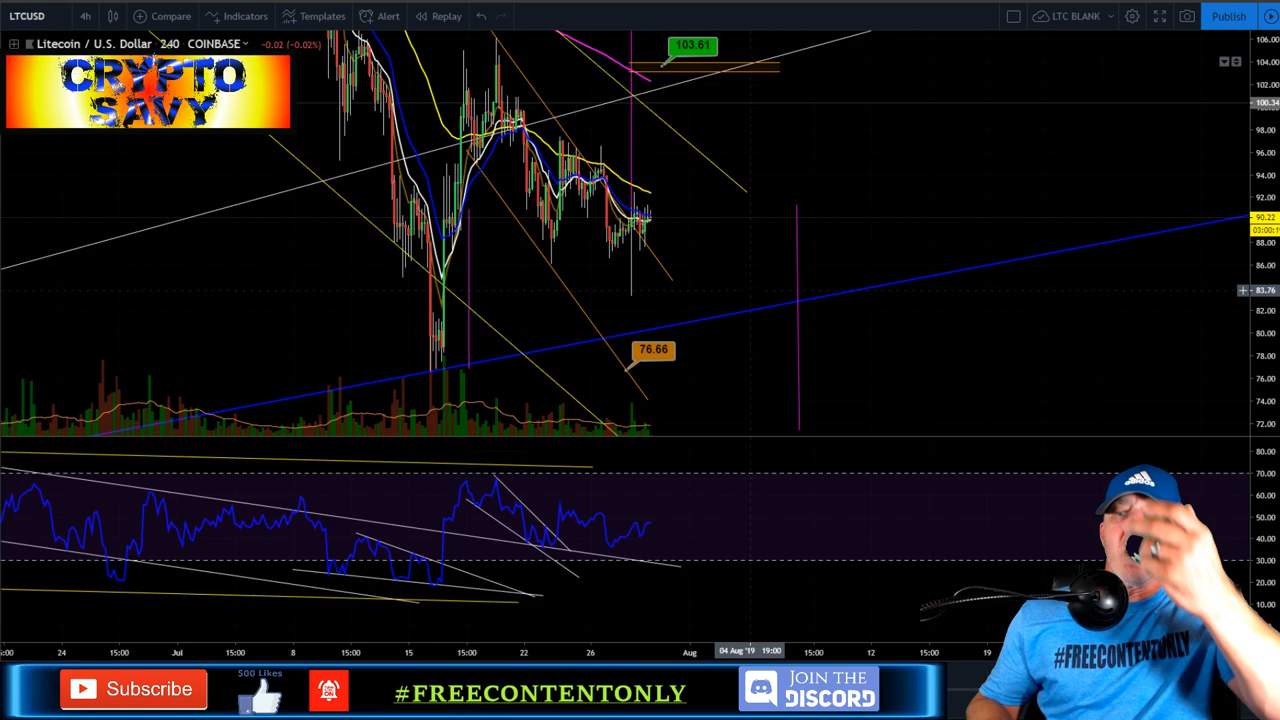 LTCUSD 4h Compare Indicators Templates Alert Replay LTC BLANK Publish
Litecoin / U.S. Dollar · 240 · COINBASE -0.02 (-0.02%)
CRYPTO
SAVY
103.61
76.66
106.00
104.00
102.00
100.34
98.00
96.00
94.00
92.00
90.22
03:00:1
88.00
86.00
83.76
82.00
80.00
78.00
76.00
74.00
72.00
80.00
70.00
60.00
50.00
40.00
30.00
20.00
10.00
:00 24 15:00 Jul 15:00 8 15:00 15 15:00 22 26 Aug 04 Aug '19 19:00 15:00 12 15:00 19
#FREECONTENTONLY
Subscribe
500 Likes
#FREECONTENTONLY
JOIN THE
DISCORD